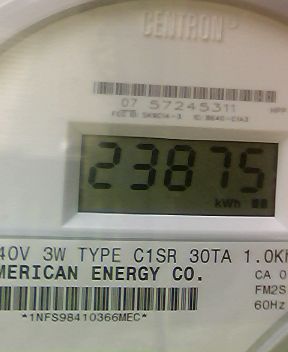 CENTRON®
07 57245311
23875
kWh
40V 3W TYPE C1SR 30TA 1.0K
MERICAN ENERGY CO.
CA 0
FM2S
60Hz
*1NFS98410366MEC*